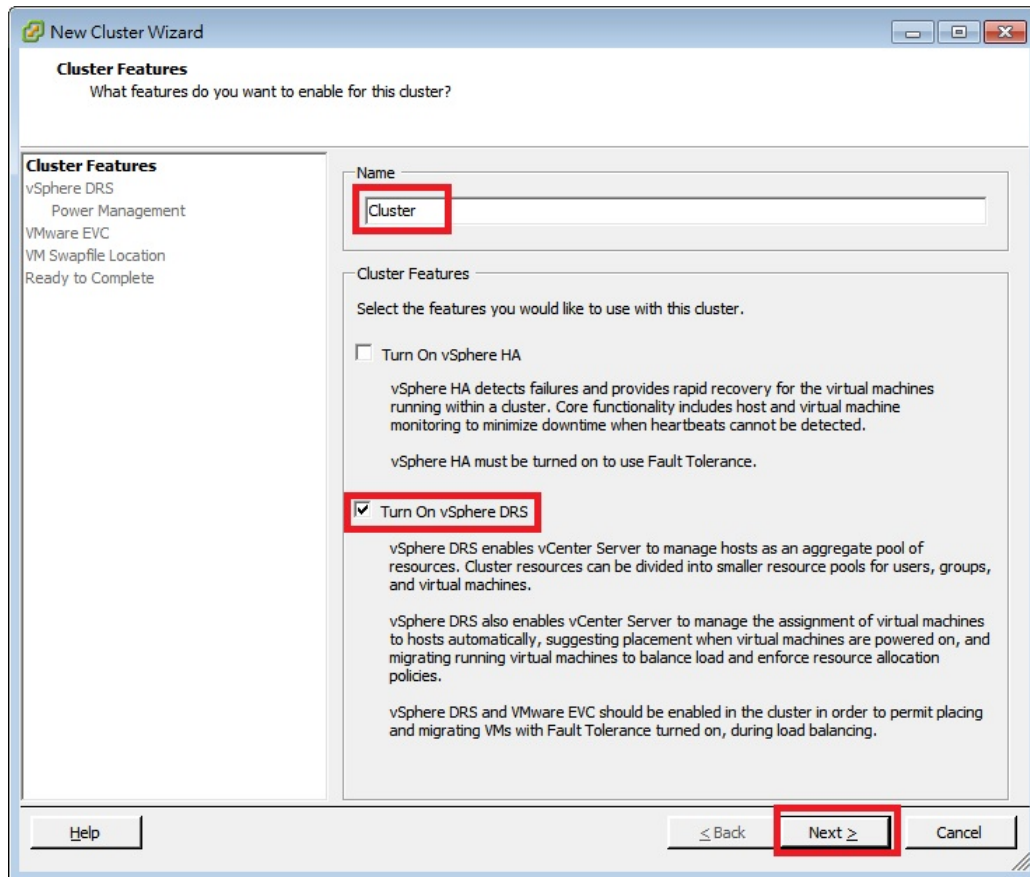 New Cluster Wizard
Cluster Features
What features do you want to enable for this cluster?
Cluster Features
vSphere DRS
Power Management
VMware EVC
VM Swapfile Location
Ready to Complete
Name
Cluster
Cluster Features
Select the features you would like to use with this cluster.
Turn On vSphere HA
vSphere HA detects failures and provides rapid recovery for the virtual machines
running within a cluster. Core functionality includes host and virtual machine
monitoring to minimize downtime when heartbeats cannot be detected.
vSphere HA must be turned on to use Fault Tolerance.
Turn On vSphere DRS
vSphere DRS enables vCenter Server to manage hosts as an aggregate pool of
resources. Cluster resources can be divided into smaller resource pools for users, groups,
and virtual machines.
vSphere DRS also enables vCenter Server to manage the assignment of virtual machines
to hosts automatically, suggesting placement when virtual machines are powered on, and
migrating running virtual machines to balance load and enforce resource allocation
policies.
vSphere DRS and VMware EVC should be enabled in the cluster in order to permit placing
and migrating VMs with Fault Tolerance turned on, during load balancing.
Help
< Back
Next >
Cancel